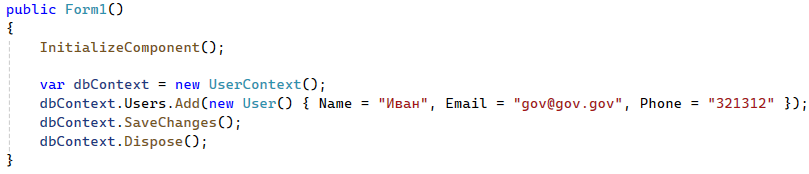 public Form1()
{
InitializeComponent();
var dbContext = new UserContext();
dbContext.Users.Add(new User() { Name = "Иван", Email = "gov@gov.gov", Phone = "321312" });
dbContext.SaveChanges();
dbContext.Dispose();
}